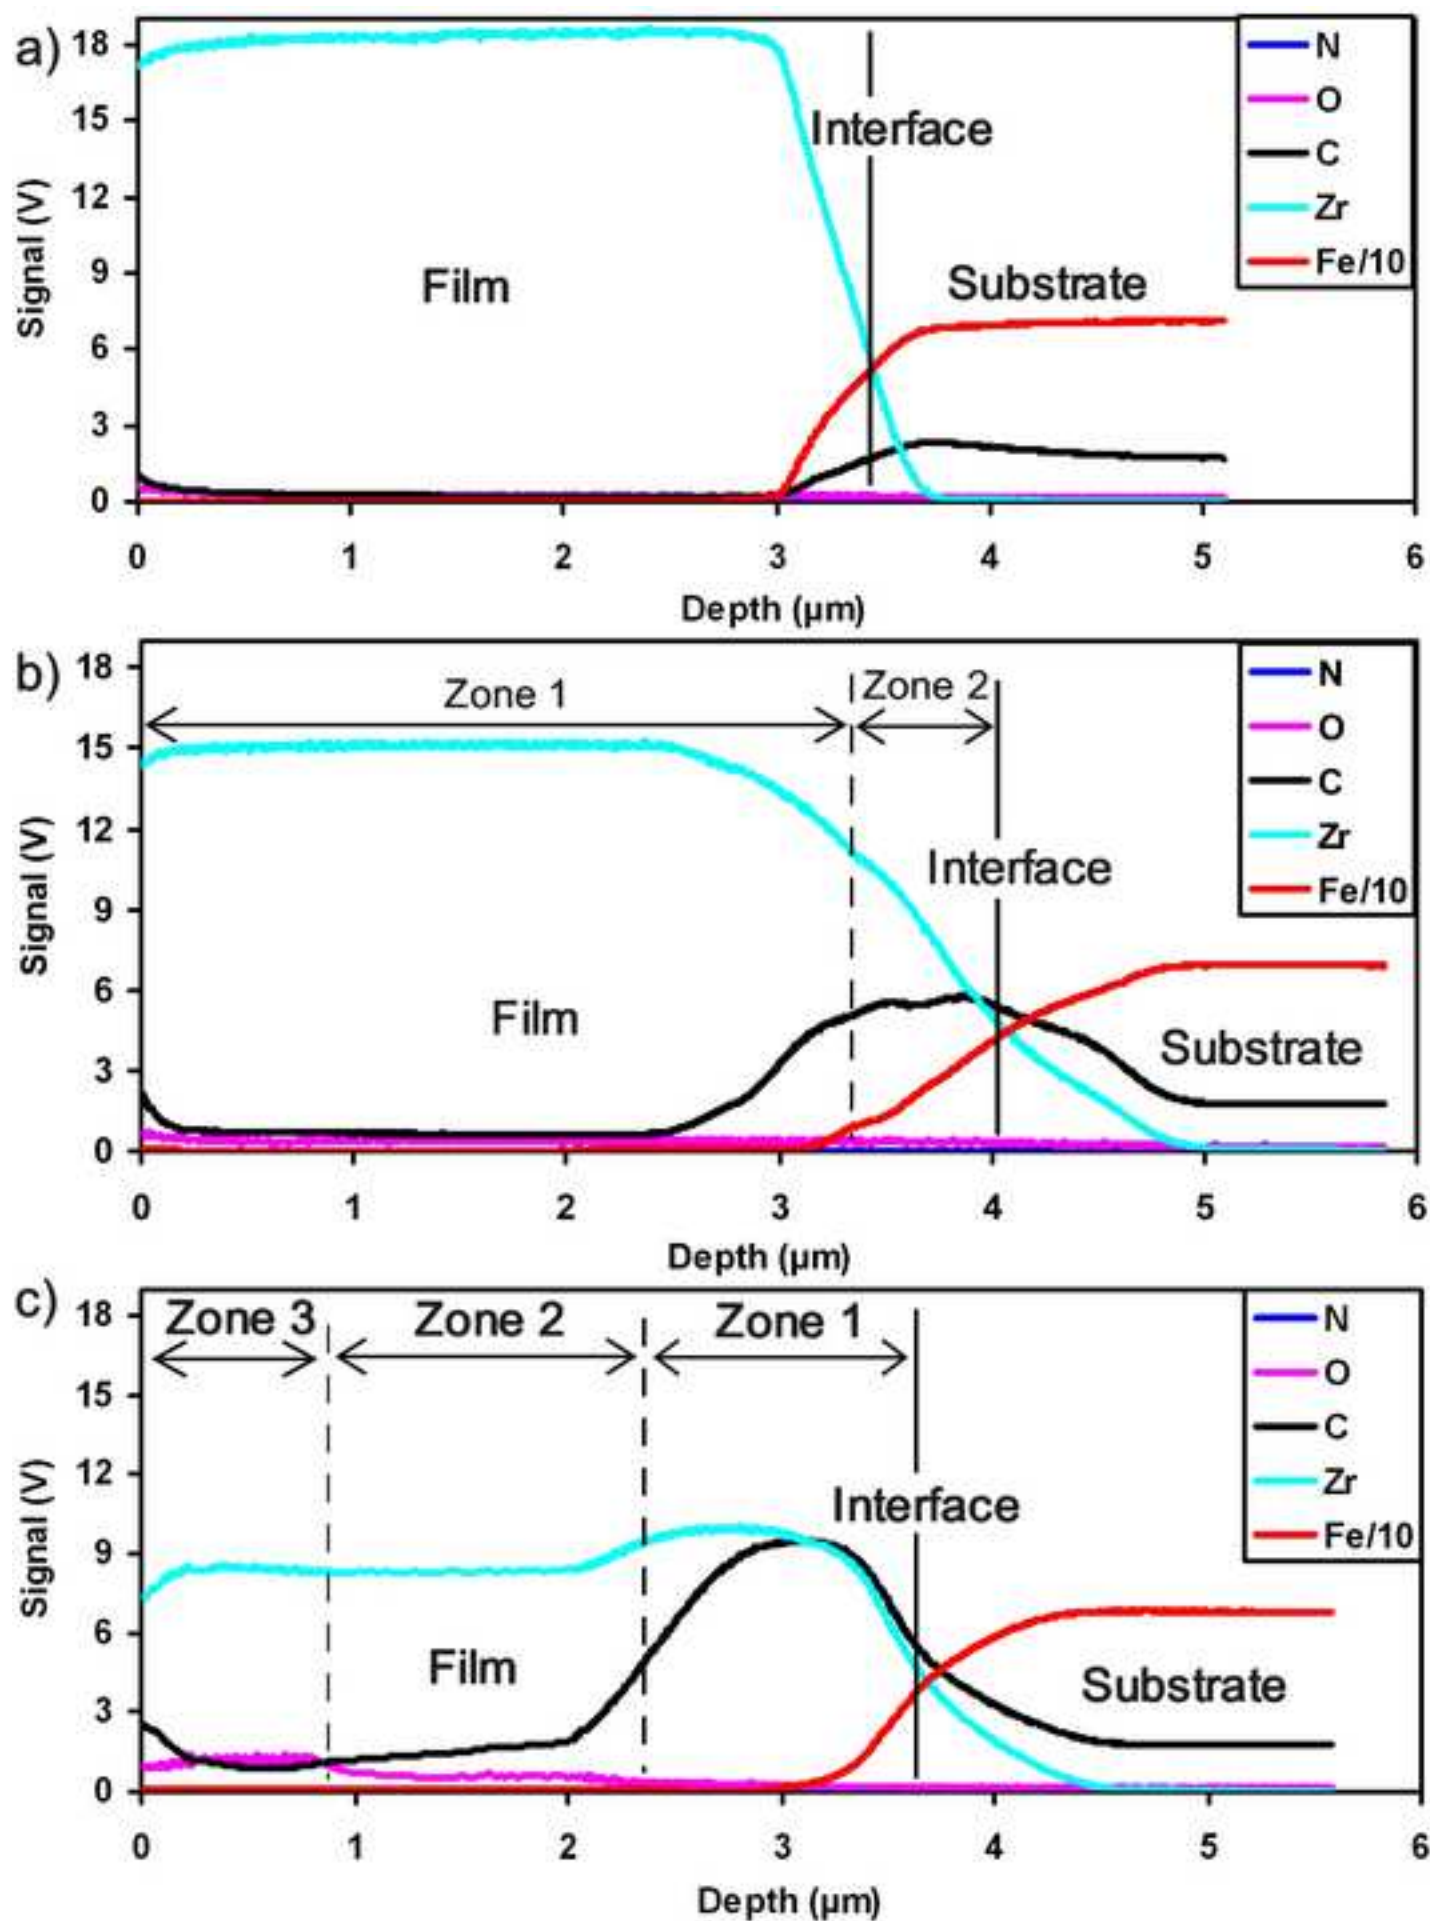 a)
18
15
12
9
6
3
0
Signal (V)
Film
Interface
Substrate
N
O
C
Zr
Fe/10
0 1 2 3 4 5 6
Depth (µm)
b)
18
15
12
9
6
3
0
Signal (V)
Zone 1
Zone 2
Film
Interface
Substrate
N
O
C
Zr
Fe/10
0 1 2 3 4 5 6
Depth (µm)
c)
18
15
12
9
6
3
0
Signal (V)
Zone 3
Zone 2
Zone 1
Film
Interface
Substrate
N
O
C
Zr
Fe/10
0 1 2 3 4 5 6
Depth (µm)